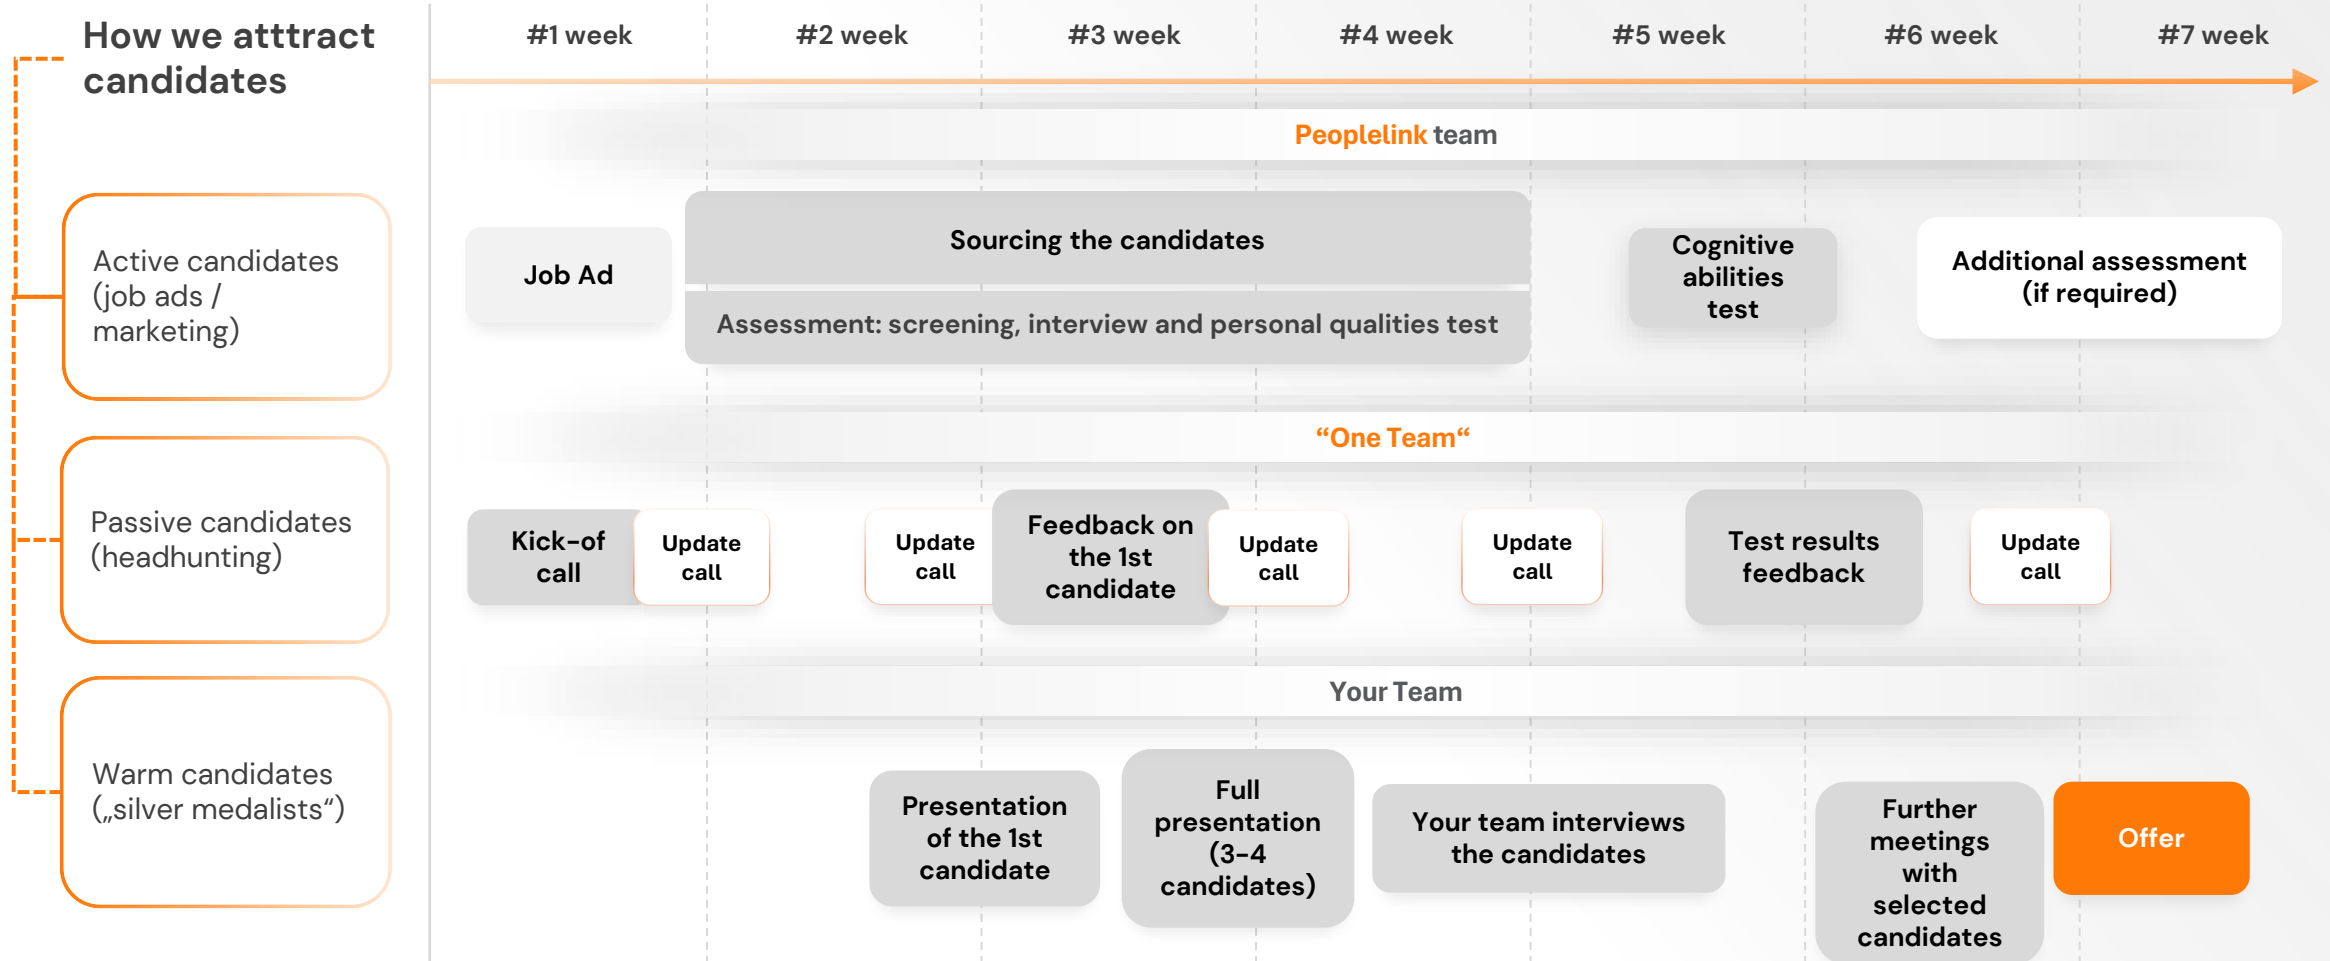 How we atttract
candidates
Active candidates
(job ads /
marketing)
Passive candidates
(headhunting)
Warm candidates
(„silver medalists“)
#1 week
#2 week
#3 week
#4 week
#5 week
#6 week
#7 week
Peoplelink team
Job Ad
Sourcing the candidates
Assessment: screening, interview and personal qualities test
Cognitive
abilities
test
Additional assessment
(if required)
“One Team“
Kick-of
call
Update
call
Update
call
Feedback on
the 1st
candidate
Update
call
Update
call
Test results
feedback
Update
call
Your Team
Presentation
of the 1st
candidate
Full
presentation
(3-4
candidates)
Your team interviews
the candidates
Further
meetings
with
selected
candidates
Offer